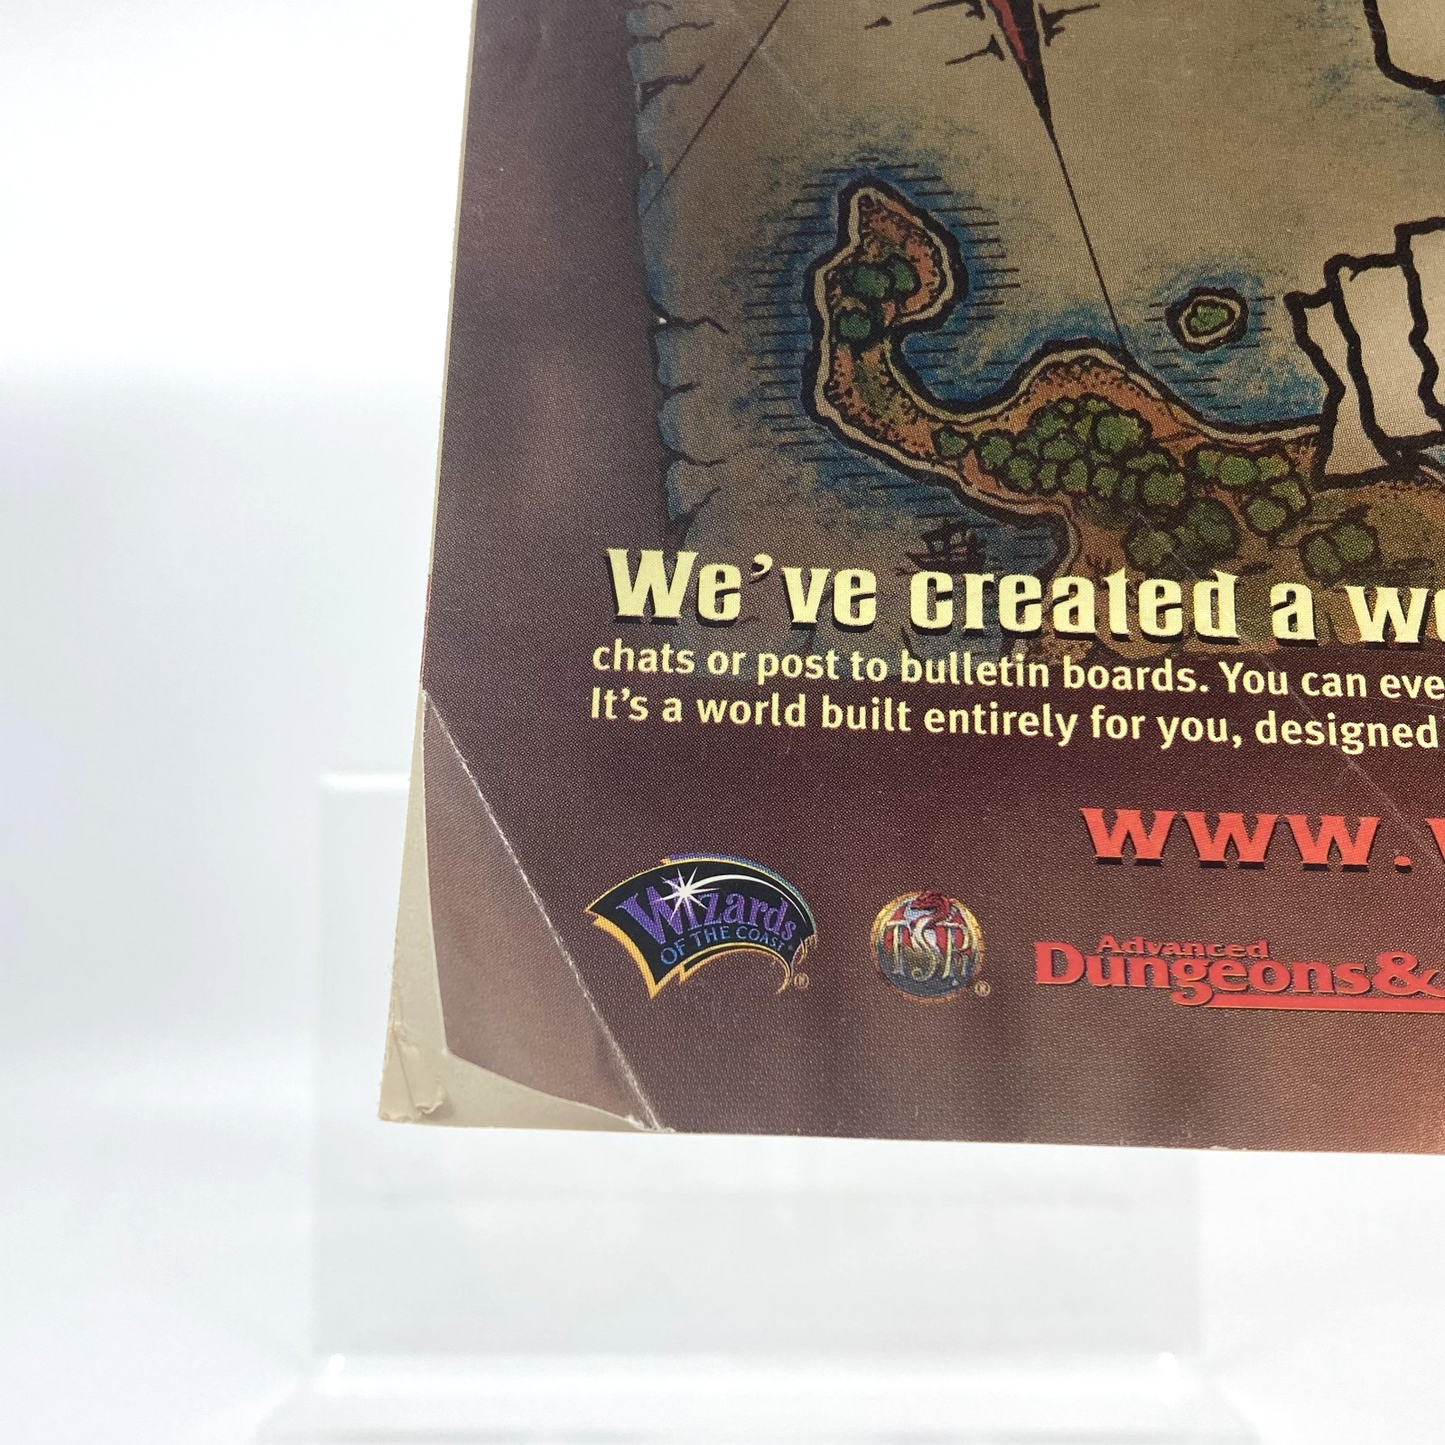 We've created a
chats or post to bulletin boards. You can
It's a world built entirely for you, designed
www.
Wizards
OF THE COAST®
TSR®
Advanced
Dungeons&